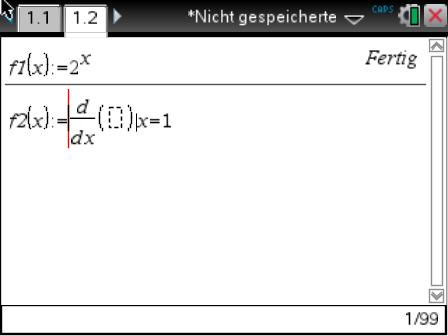 1.1 1.2 *Nicht gespeicherte CAPS
f1(x):=2^x Fertig
f2(x):=d/dx(□)|x=1
1/99